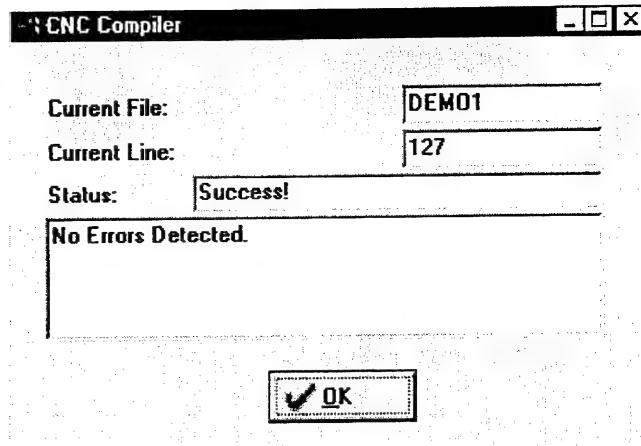 CNC Compiler
Current File: DEMO1
Current Line: 127
Status: Success!
No Errors Detected.
OK